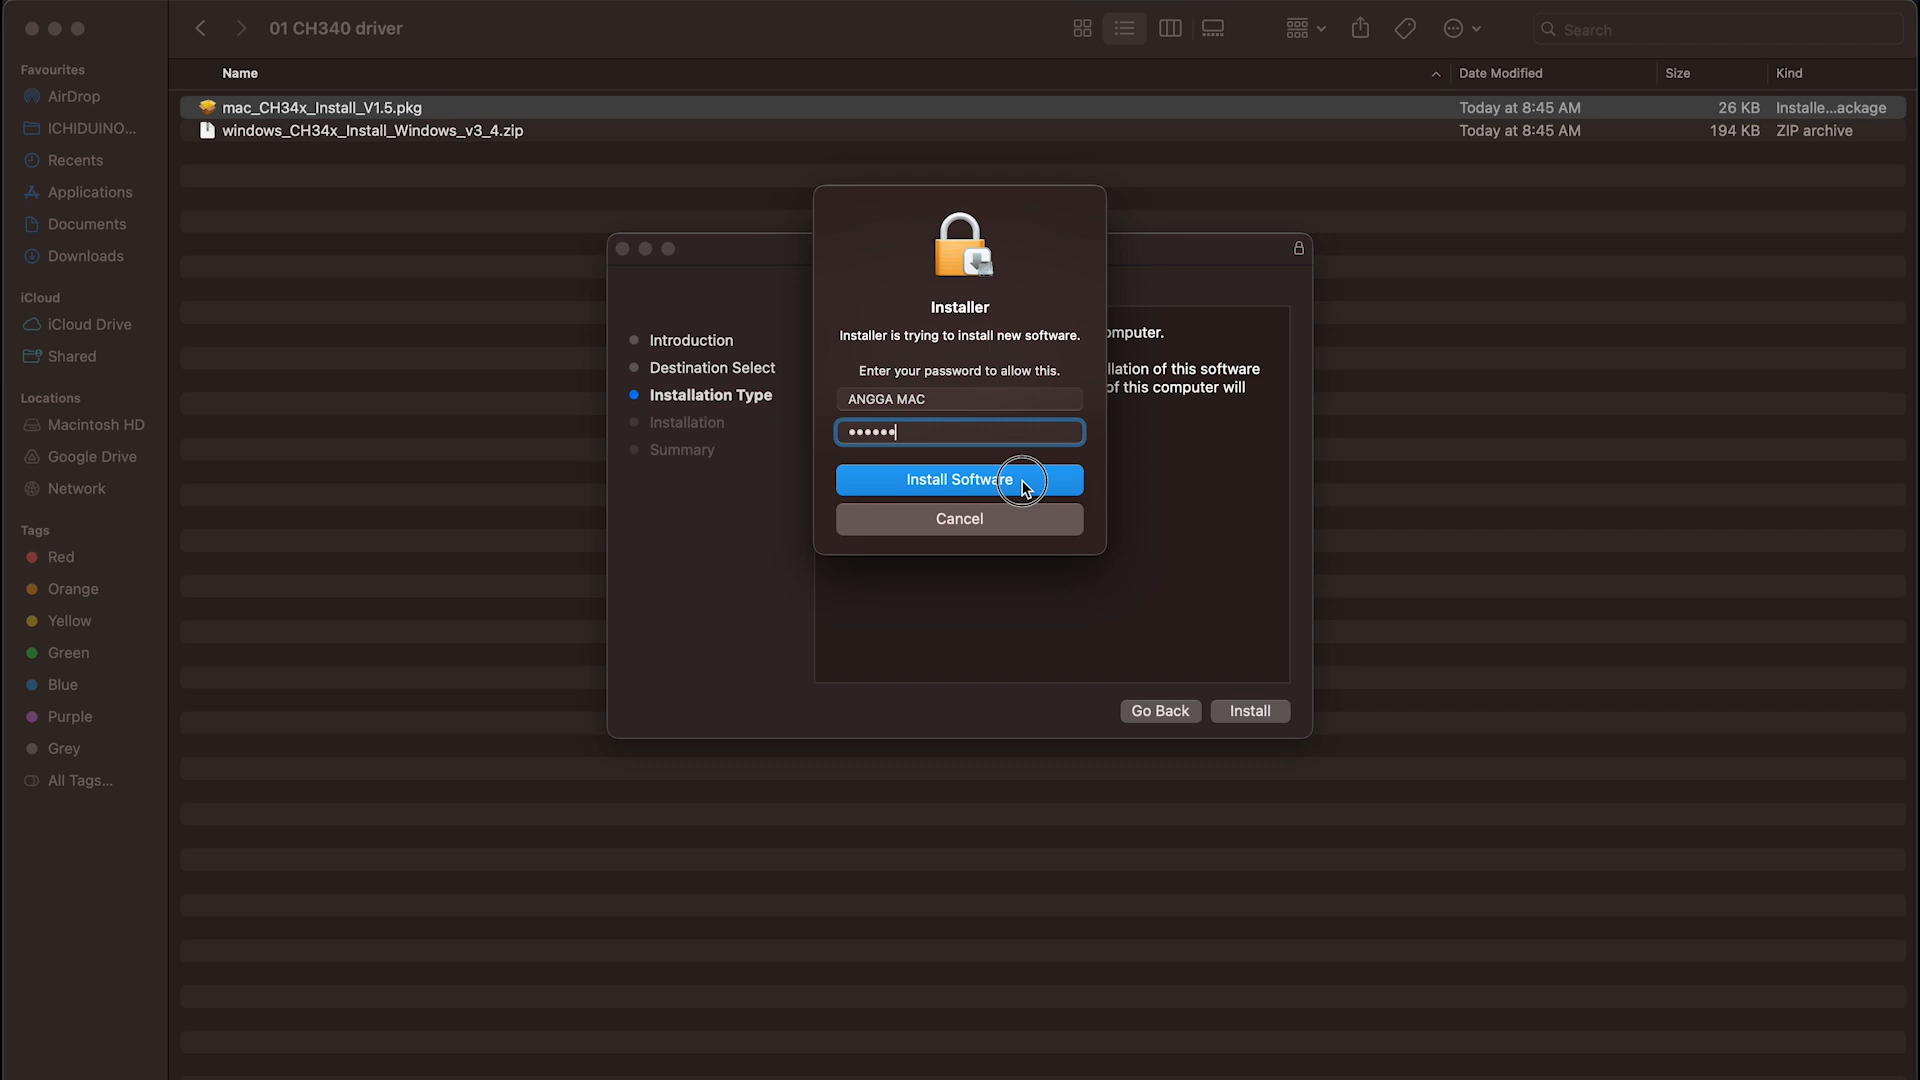 01 CH340 driver
Search
Favourites
AirDrop
ICHIDUINO...
Recents
Applications
Documents
Downloads
iCloud
iCloud Drive
Shared
Locations
Macintosh HD
Google Drive
Network
Tags
Red
Orange
Yellow
Green
Blue
Purple
Grey
All Tags...
Name Date Modified Size Kind
mac_CH34x_Install_V1.5.pkg Today at 8:45 AM 26 KB Installe...ackage
windows_CH34x_Install_Windows_v3_4.zip Today at 8:45 AM 194 KB ZIP archive
Introduction
Destination Select
Installation Type
Installation
Summary
Installer
Installer is trying to install new software.
Enter your password to allow this.
ANGGA MAC
••••••
Install Software
Cancel
omputer.
llation of this software
of this computer will
Go Back Install